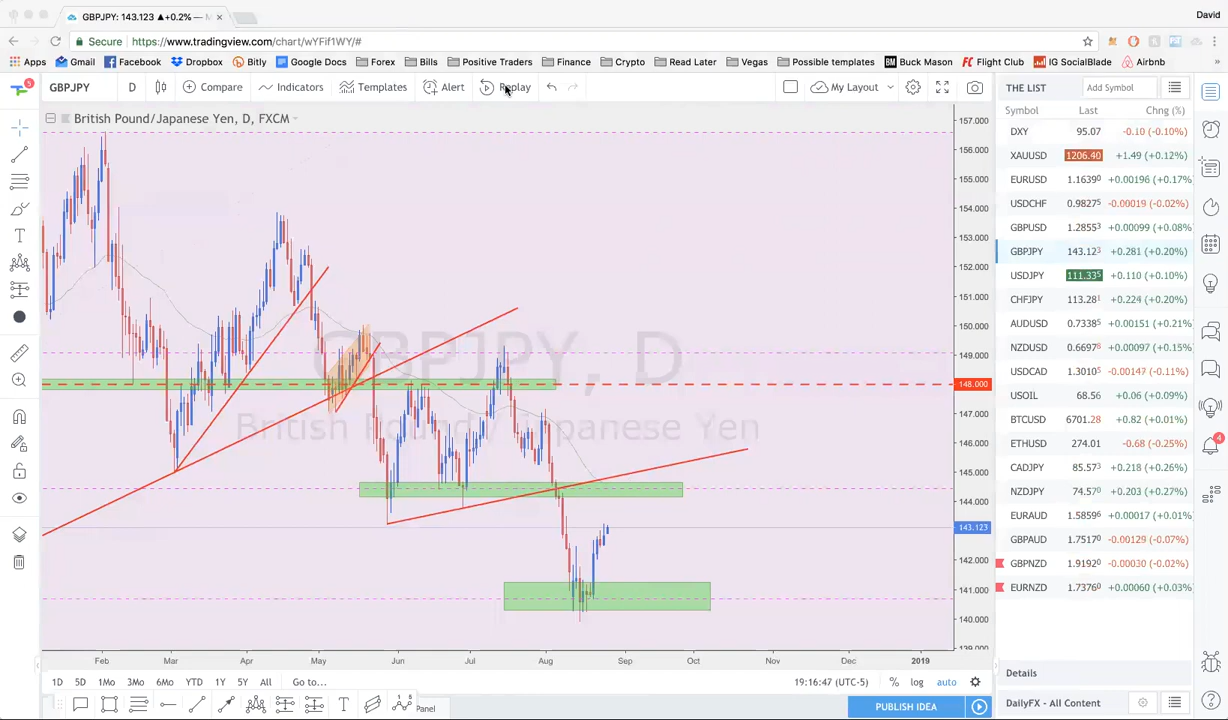 GBPJPY: 143.123 ▲+0.2% — ×
David
Secure https://www.tradingview.com/chart/wYFif1WY/#
Apps Gmail Facebook Dropbox Bitly Google Docs Forex Bills Positive Traders Finance Crypto Read Later Vegas Possible templates BM Buck Mason FC Flight Club IG SocialBlade Airbnb
5 GBPJPY D Compare Indicators Templates Alert Replay My Layout
THE LIST Add Symbol
Symbol Last Chng (%)
British Pound/Japanese Yen, D, FXCM
GBPJPY, D
British Pound / Japanese Yen
157.000
156.000
155.000
154.000
153.000
152.000
151.000
150.000
149.000
148.000
147.000
146.000
145.000
144.000
143.123
142.000
141.000
140.000
139.000
DXY 95.07 -0.10 (-0.10%)
XAUUSD 1206.40 +1.49 (+0.12%)
EURUSD 1.1639⁰ +0.00196 (+0.17%
USDCHF 0.9827⁵ -0.00019 (-0.02%)
GBPUSD 1.2855³ +0.00099 (+0.08%
GBPJPY 143.12³ +0.281 (+0.20%)
USDJPY 111.33⁵ +0.110 (+0.10%)
CHFJPY 113.28¹ +0.224 (+0.20%)
AUDUSD 0.7338⁵ +0.00151 (+0.21%
NZDUSD 0.6697⁸ +0.00097 (+0.15%
USDCAD 1.3010⁵ -0.00147 (-0.11%)
USOIL 68.56 +0.06 (+0.09%)
BTCUSD 6701.28 +0.82 (+0.01%)
ETHUSD 274.01 -0.68 (-0.25%)
CADJPY 85.57³ +0.218 (+0.26%)
NZDJPY 74.57⁰ +0.203 (+0.27%)
EURAUD 1.5859⁶ +0.00017 (+0.01%
GBPAUD 1.7517⁰ -0.00129 (-0.07%)
GBPNZD 1.9192⁰ -0.00030 (-0.02%)
EURNZD 1.7376⁰ +0.00060 (+0.03%
4
Feb Mar Apr May Jun Jul Aug Sep Oct Nov Dec 2019
1D 5D 1Mo 3Mo 6Mo YTD 1Y 5Y All Go to... 19:16:47 (UTC-5) % log auto
Details
Panel
PUBLISH IDEA
DailyFX - All Content